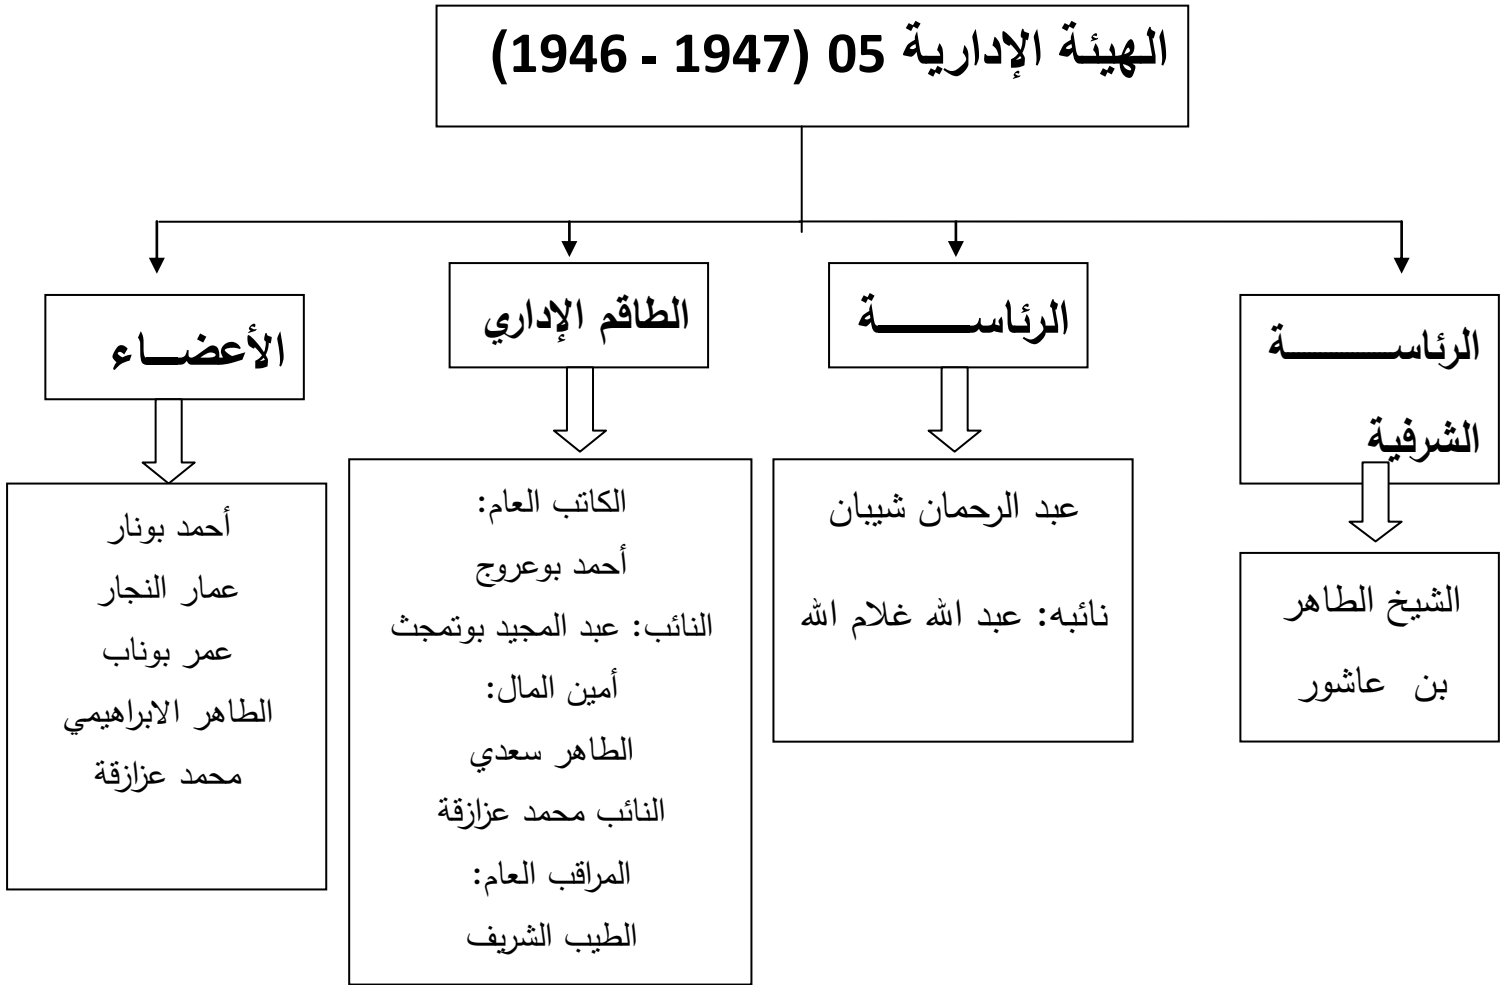 الهيئة الإدارية 05 (1947 - 1946)
الرئاســـــــــة
الشرفية
الشيخ الطاهر
بن عاشور
الرئاســـــــــة
عبد الرحمان شيبان
نائبه: عبد الله غلام الله
الطاقم الإداري
الكاتب العام:
أحمد بوعروج
النائب: عبد المجيد بوتمجث
أمين المال:
الطاهر سعدي
النائب محمد عزازقة
المراقب العام:
الطيب الشريف
الأعضـــاء
أحمد بونار
عمار النجار
عمر بوناب
الطاهر الابراهيمي
محمد عزازقة